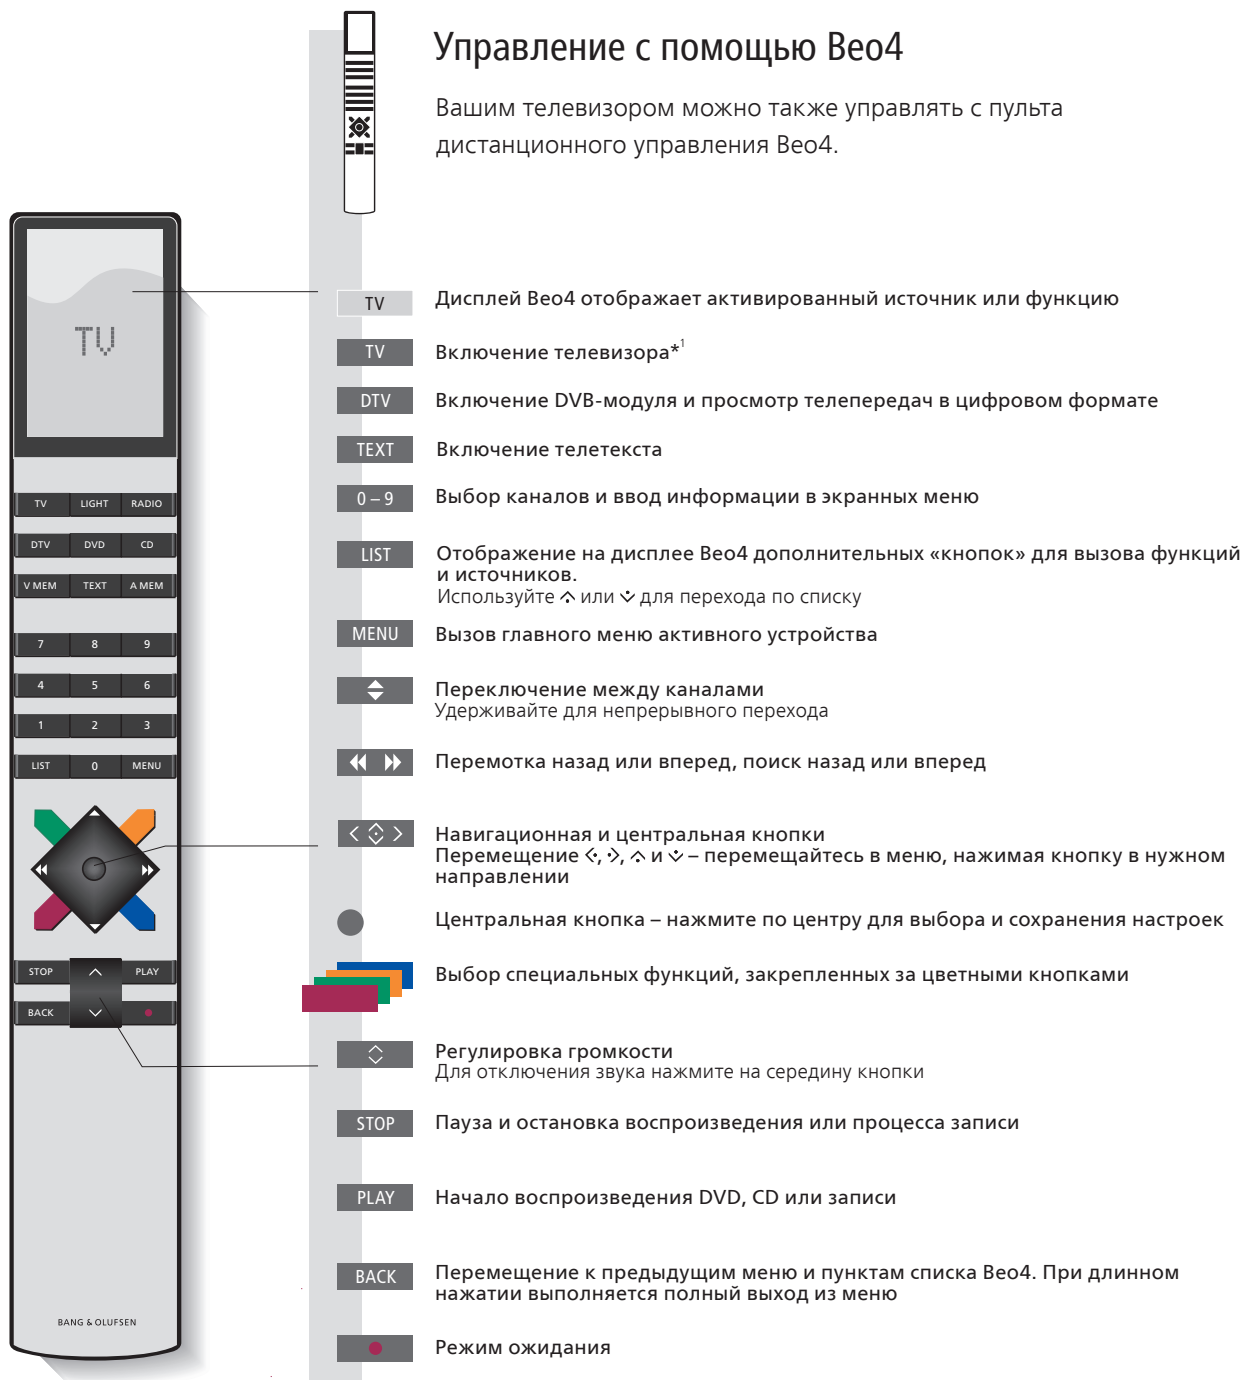 Управление с помощью Beo4
Вашим телевизором можно также управлять с пульта
дистанционного управления Beo4.
TV
TV LIGHT RADIO
DTV DVD CD
V MEM TEXT A MEM
7 8 9
4 5 6
1 2 3
LIST 0 MENU
STOP PLAY
BACK
BANG & OLUFSEN
TV Дисплей Beo4 отображает активированный источник или функцию
TV Включение телевизора*1
DTV Включение DVB-модуля и просмотр телепередач в цифровом формате
TEXT Включение телетекста
0 – 9 Выбор каналов и ввод информации в экранных меню
LIST Отображение на дисплее Beo4 дополнительных «кнопок» для вызова функций
и источников.
Используйте или для перехода по списку
MENU Вызов главного меню активного устройства
Переключение между каналами
Удерживайте для непрерывного перехода
Перемотка назад или вперед, поиск назад или вперед
Навигационная и центральная кнопки
Перемещение , , и – перемещайтесь в меню, нажимая кнопку в нужном
направлении
Центральная кнопка – нажмите по центру для выбора и сохранения настроек
Выбор специальных функций, закрепленных за цветными кнопками
Регулировка громкости
Для отключения звука нажмите на середину кнопки
STOP Пауза и остановка воспроизведения или процесса записи
PLAY Начало воспроизведения DVD, CD или записи
BACK Перемещение к предыдущим меню и пунктам списка Beo4. При длинном
нажатии выполняется полный выход из меню
Режим ожидания